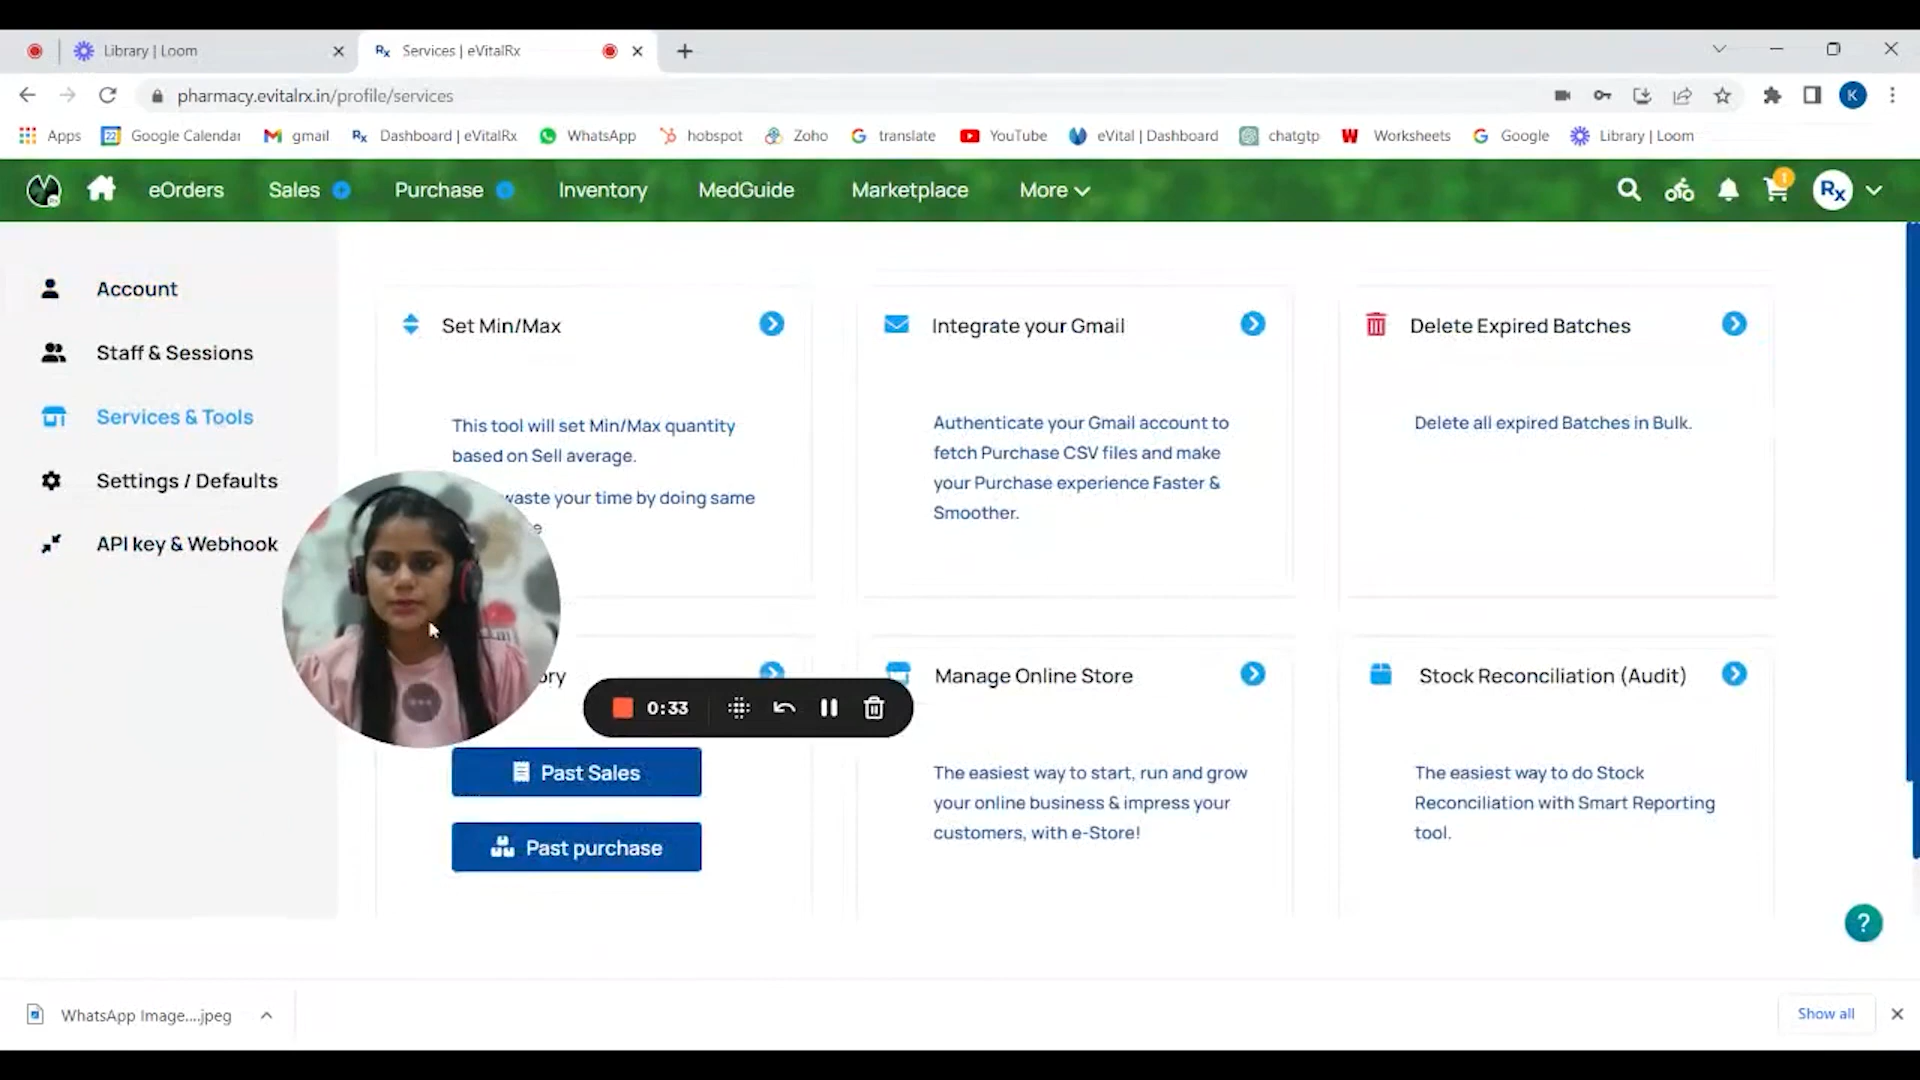 Library | Loom
Rx Services | eVitalRx
pharmacy.evitalrx.in/profile/services
K
Apps
22 Google Calendar
gmail
Rx Dashboard | eVitalRx
WhatsApp
hobspot
Zoho
translate
YouTube
eVital | Dashboard
chatgtp
W Worksheets
Google
Library | Loom
eOrders
Sales
Purchase
Inventory
MedGuide
Marketplace
More
1
Rx
Account
Staff & Sessions
Services & Tools
Settings / Defaults
API key & Webhook
Set Min/Max
This tool will set Min/Max quantity
based on Sell average.
waste your time by doing same
Integrate your Gmail
Authenticate your Gmail account to
fetch Purchase CSV files and make
your Purchase experience Faster &
Smoother.
Delete Expired Batches
Delete all expired Batches in Bulk.
Past Sales
Past purchase
0:33
Manage Online Store
The easiest way to start, run and grow
your online business & impress your
customers, with e-Store!
Stock Reconciliation (Audit)
The easiest way to do Stock
Reconciliation with Smart Reporting
tool.
?
WhatsApp Image....jpeg
Show all